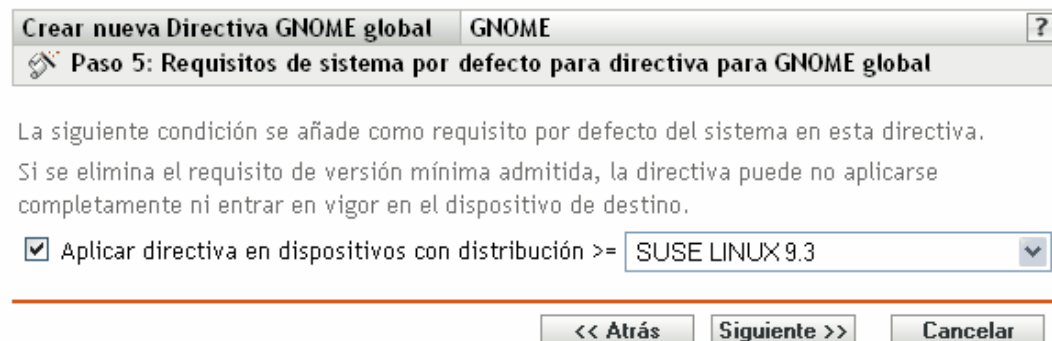 Crear nueva Directiva GNOME global GNOME ?
Paso 5: Requisitos de sistema por defecto para directiva para GNOME global
La siguiente condición se añade como requisito por defecto del sistema en esta directiva.
Si se elimina el requisito de versión mínima admitida, la directiva puede no aplicarse
completamente ni entrar en vigor en el dispositivo de destino.
Aplicar directiva en dispositivos con distribución >= SUSE LINUX 9.3
<< Atrás Siguiente >> Cancelar